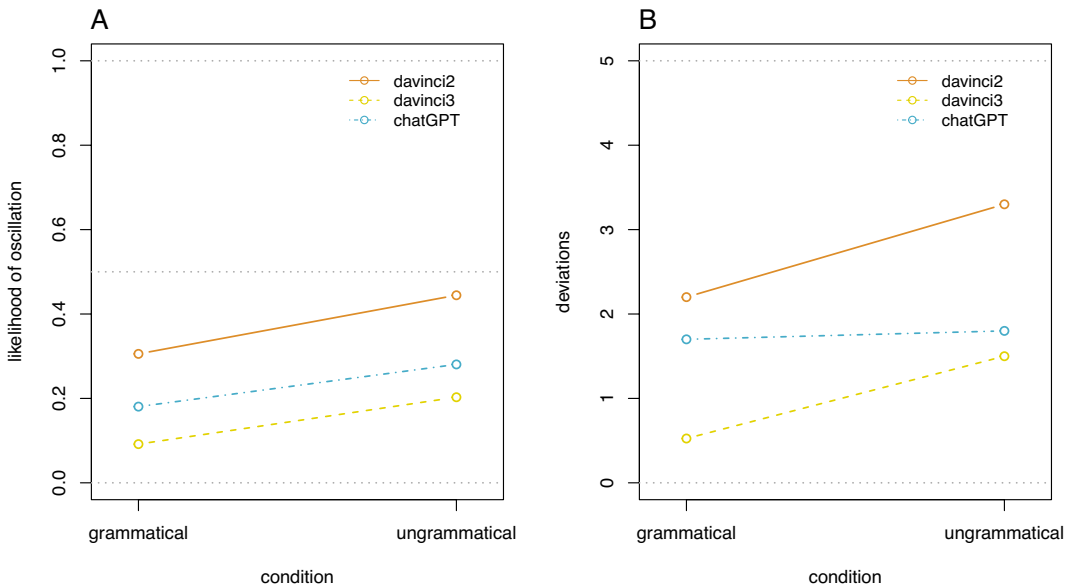 A
likelihood of oscillation
1.0
0.8
0.6
0.4
0.2
0.0
davinci2
davinci3
chatGPT
grammatical
ungrammatical
condition
B
deviations
5
4
3
2
1
0
davinci2
davinci3
chatGPT
grammatical
ungrammatical
condition